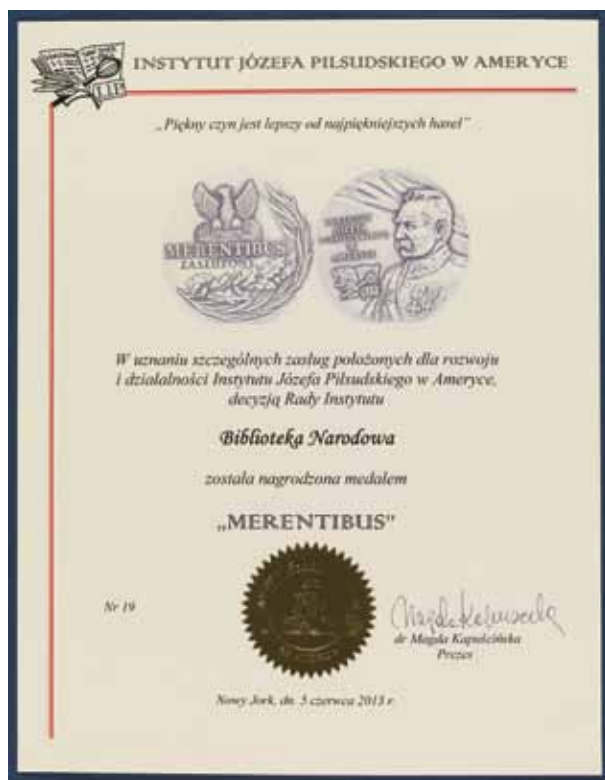 INSTYTUT JÓZEFA PIŁSUDSKIEGO W AMERYCE
IJP
„Piękny czyn jest lepszy od najpiękniejszych haseł”
MERENTIBUS
W uznaniu szczególnych zasług położonych dla rozwoju
i działalności Instytutu Józefa Piłsudskiego w Ameryce,
decyzją Rady Instytutu
Biblioteka Narodowa
została nagrodzona medalem
„MERENTIBUS”
Nr 19
dr Magda Kapuścińska
Prezes
Nowy Jork, dn. 5 czerwca 2013 r.